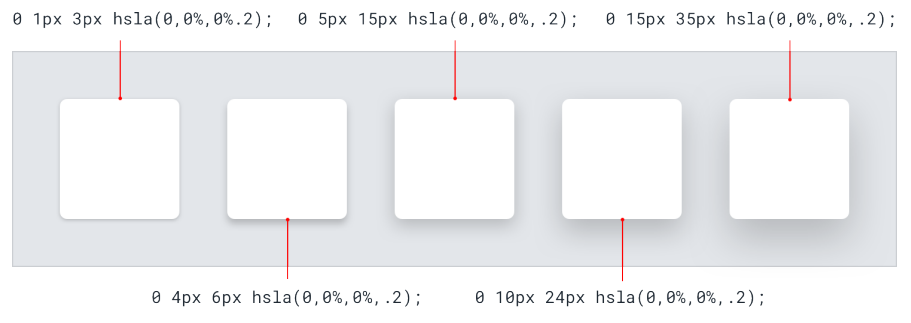 0 1px 3px hsla(0,0%,0%.2);
0 5px 15px hsla(0,0%,0%,.2);
0 15px 35px hsla(0,0%,0%,.2);
0 4px 6px hsla(0,0%,0%,.2);
0 10px 24px hsla(0,0%,0%,.2);